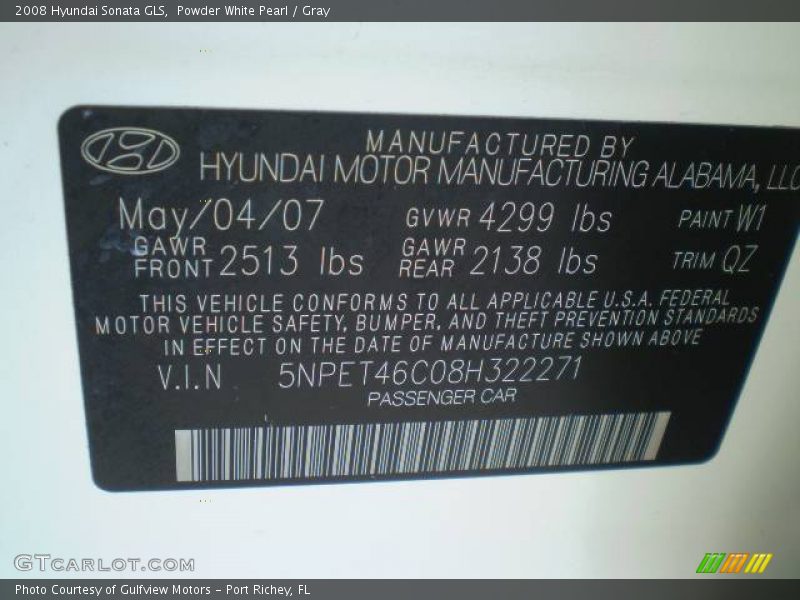 2008 Hyundai Sonata GLS, Powder White Pearl / Gray
MANUFACTURED BY
HYUNDAI MOTOR MANUFACTURING ALABAMA, LLC
May/04/07 GVWR 4299 lbs PAINT W1
GAWR FRONT 2513 lbs GAWR REAR 2138 lbs TRIM QZ
THIS VEHICLE CONFORMS TO ALL APPLICABLE U.S.A. FEDERAL
MOTOR VEHICLE SAFETY, BUMPER, AND THEFT PREVENTION STANDARDS
IN EFFECT ON THE DATE OF MANUFACTURE SHOWN ABOVE
V.I.N 5NPET46C08H322271
PASSENGER CAR
GTCARLOT.COM
Photo Courtesy of Gulfview Motors - Port Richey, FL